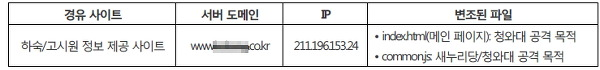 경유 사이트 서버 도메인 IP 변조된 파일
하숙/고시원 정보 제공 사이트 www. .co.kr 211.196.153.24
• index.html(메인 페이지): 청와대 공격 목적
• common.js: 새누리당/청와대 공격 목적